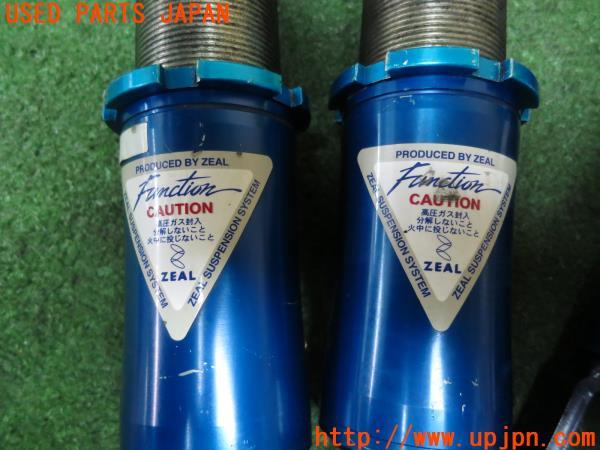 USED PARTS JAPAN
PRODUCED BY ZEAL
Function
CAUTION
高圧ガス封入
分解しないこと
火中に投じないこと
ZEAL
ZEAL SUSPENSION SYSTEM
ZEAL SUSPENSION SYSTEM
PRODUCED BY ZEAL
Function
CAUTION
高圧ガス封入
分解しないこと
火中に投じないこと
ZEAL
ZEAL SUSPENSION SYSTEM
ZEAL SUSPENSION SYSTEM
http://www.upjpn.com/